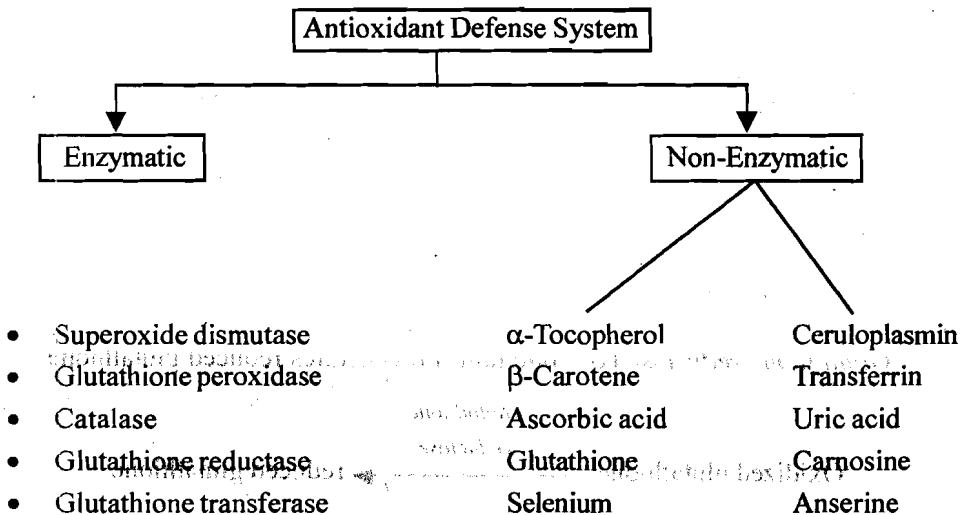 Antioxidant Defense System
Enzymatic Non-Enzymatic
• Superoxide dismutase α-Tocopherol Ceruloplasmin
• Glutathione peroxidase β-Carotene Transferrin
• Catalase Ascorbic acid Uric acid
• Glutathione reductase Glutathione Carnosine
• Glutathione transferase Selenium Anserine